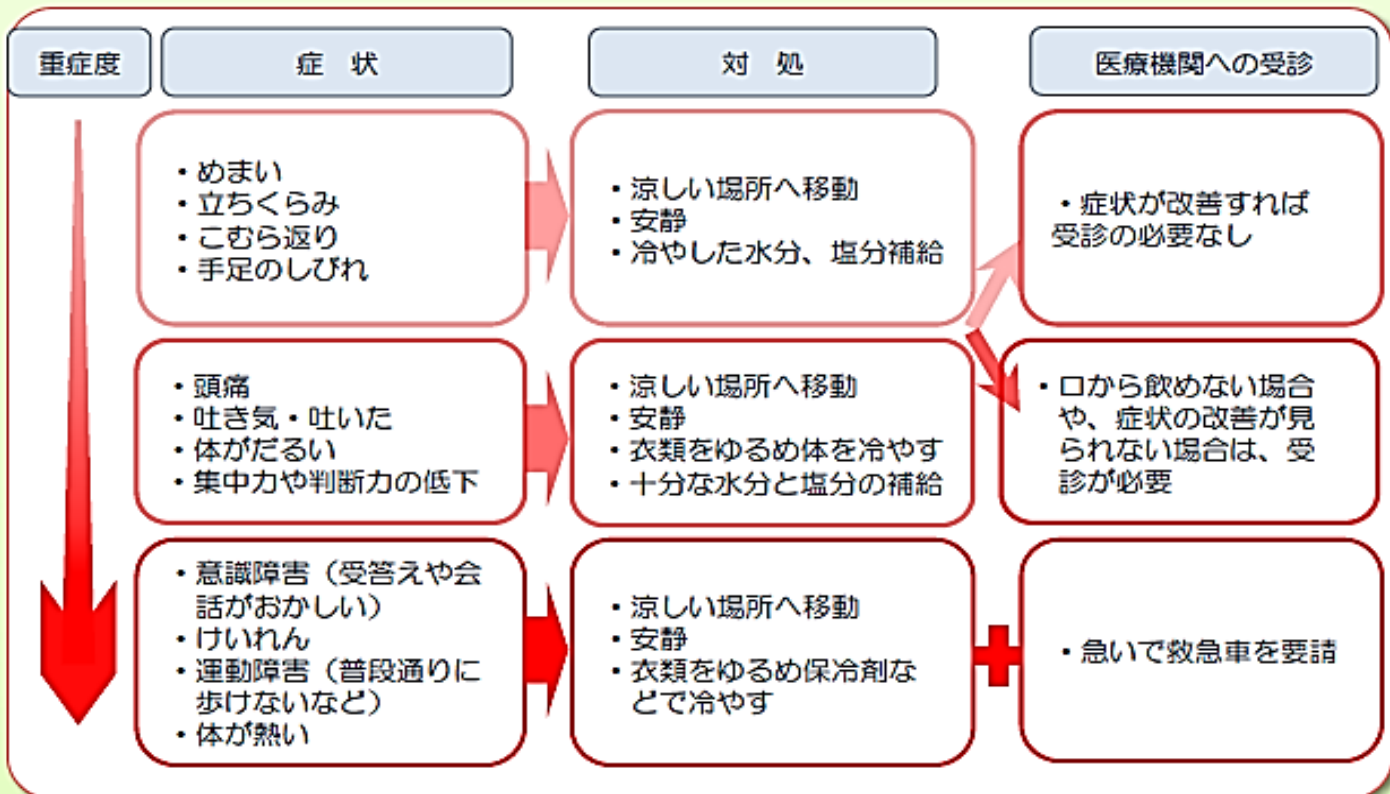 重症度
症 状
対 処
医療機関への受診
・めまい
・立ちくらみ
・こむら返り
・手足のしびれ
・涼しい場所へ移動
・安静
・冷やした水分、塩分補給
・症状が改善すれば
受診の必要なし
・頭痛
・吐き気・吐いた
・体がだるい
・集中力や判断力の低下
・涼しい場所へ移動
・安静
・衣類をゆるめ体を冷やす
・十分な水分と塩分の補給
・口から飲めない場合
や、症状の改善が見
られない場合は、受
診が必要
・意識障害（受答えや会
話がおかしい）
・けいれん
・運動障害（普段通りに
歩けないなど）
・体が熱い
・涼しい場所へ移動
・安静
・衣類をゆるめ保冷剤な
どで冷やす
・急いで救急車を要請